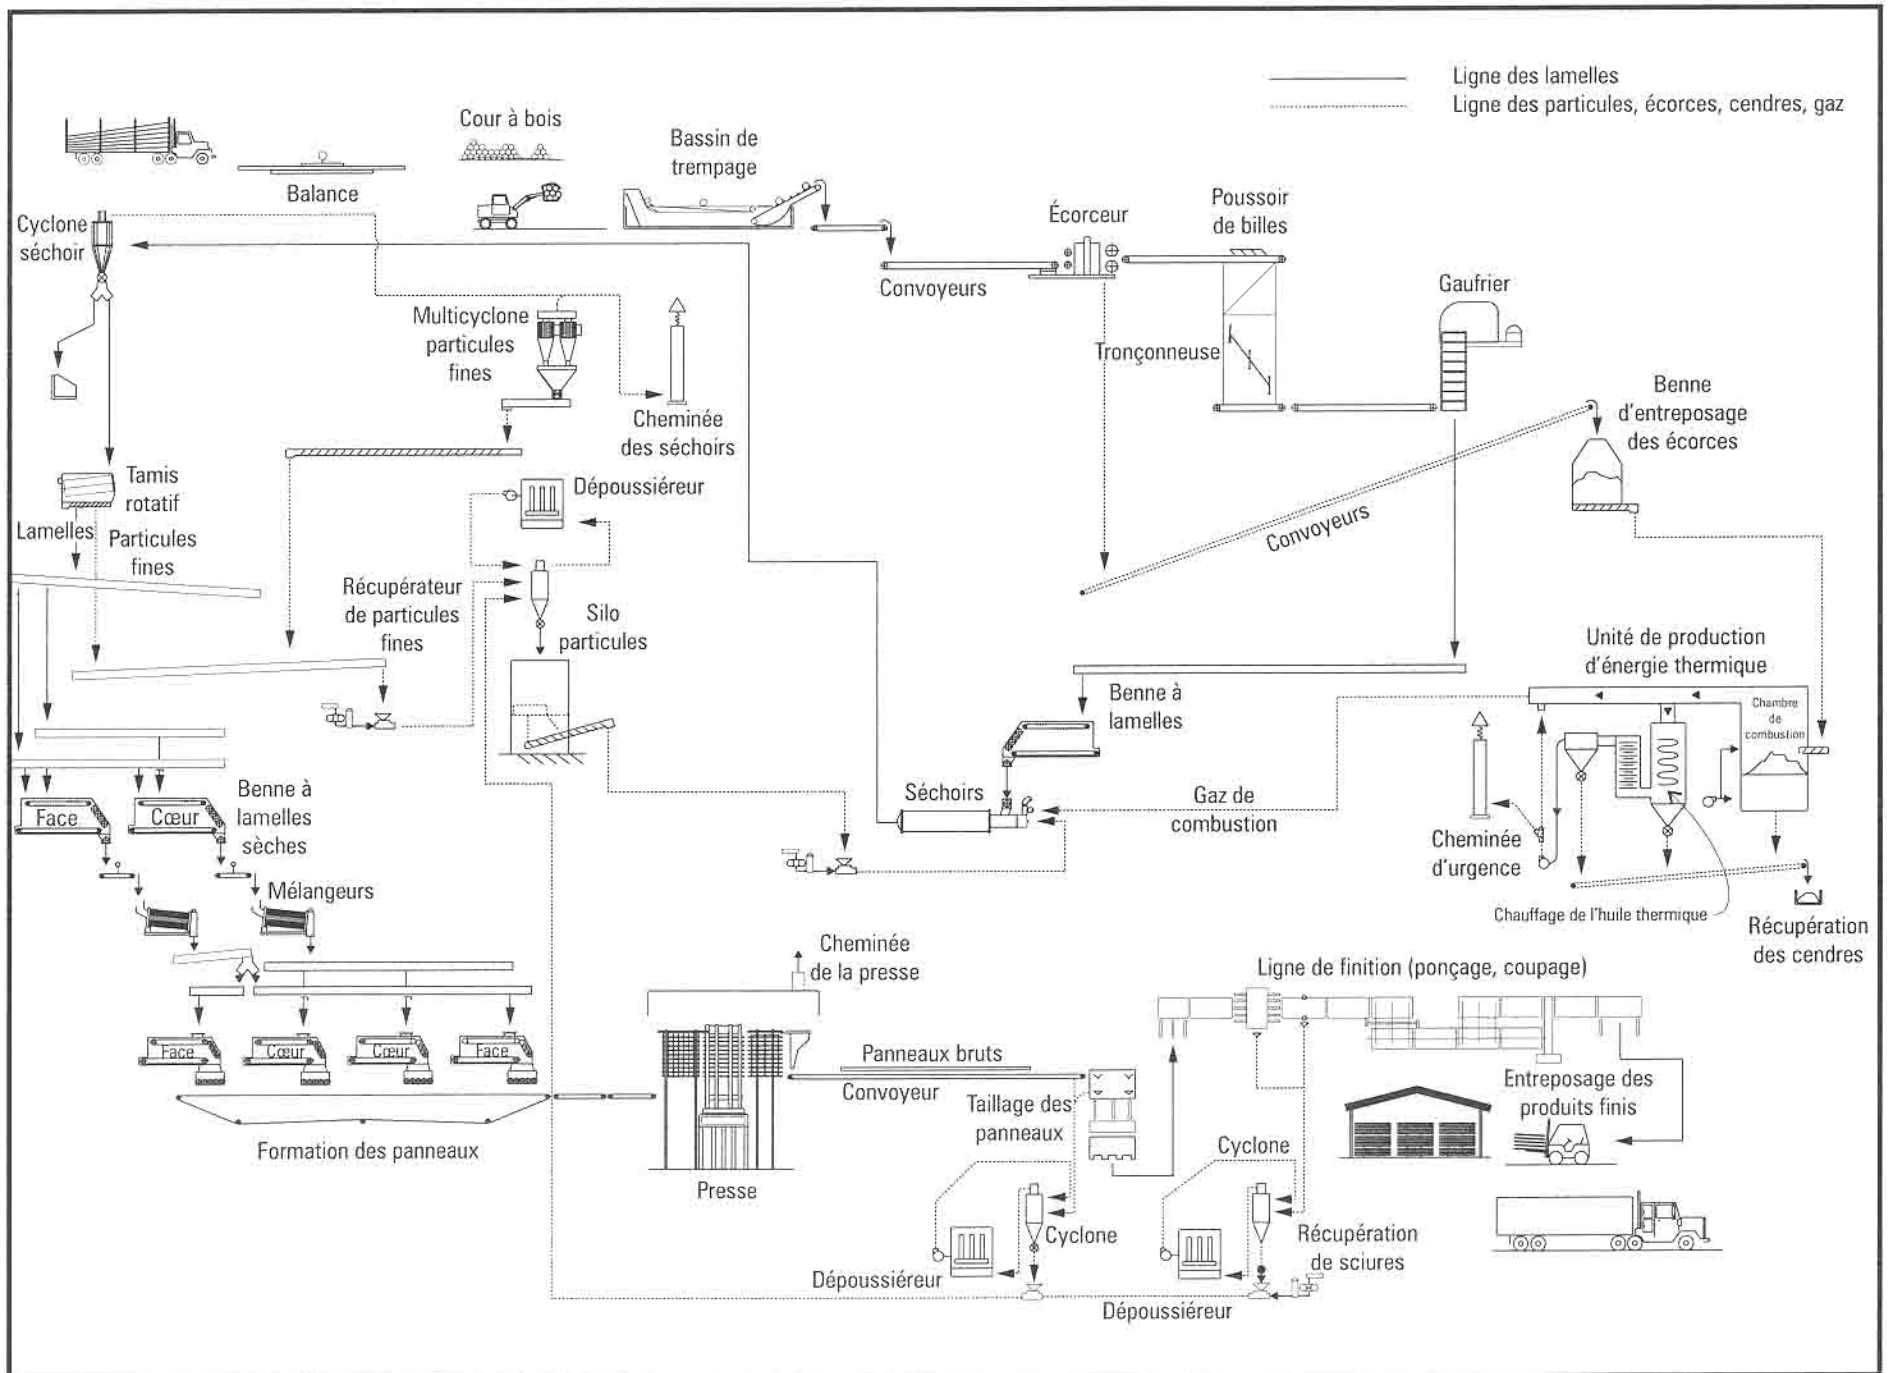 Ligne des lamelles
Ligne des particules, écorces, cendres, gaz
Cour à bois
Bassin de
trempage
Balance
Cyclone
séchoir
Écorceur
Poussoir
de billes
Convoyeurs
Gaufrier
Multicyclone
particules
fines
Tronçonneuse
Cheminée
des séchoirs
Benne
d'entreposage
des écorces
Tamis
rotatif
Dépoussiéreur
Lamelles
Particules
fines
Convoyeurs
Récupérateur
de particules
fines
Silo
particules
Unité de production
d'énergie thermique
Benne à
lamelles
Chambre
de
combustion
Benne à
lamelles
sèches
Face
Cœur
Séchoirs
Gaz de
combustion
Cheminée
d'urgence
Mélangeurs
Chauffage de l'huile thermique
Récupération
des cendres
Cheminée
de la presse
Ligne de finition (ponçage, coupage)
Face
Cœur
Cœur
Face
Panneaux bruts
Convoyeur
Taillage des
panneaux
Entreposage des
produits finis
Formation des panneaux
Presse
Cyclone
Cyclone
Récupération
de sciures
Dépoussiéreur
Dépoussiéreur